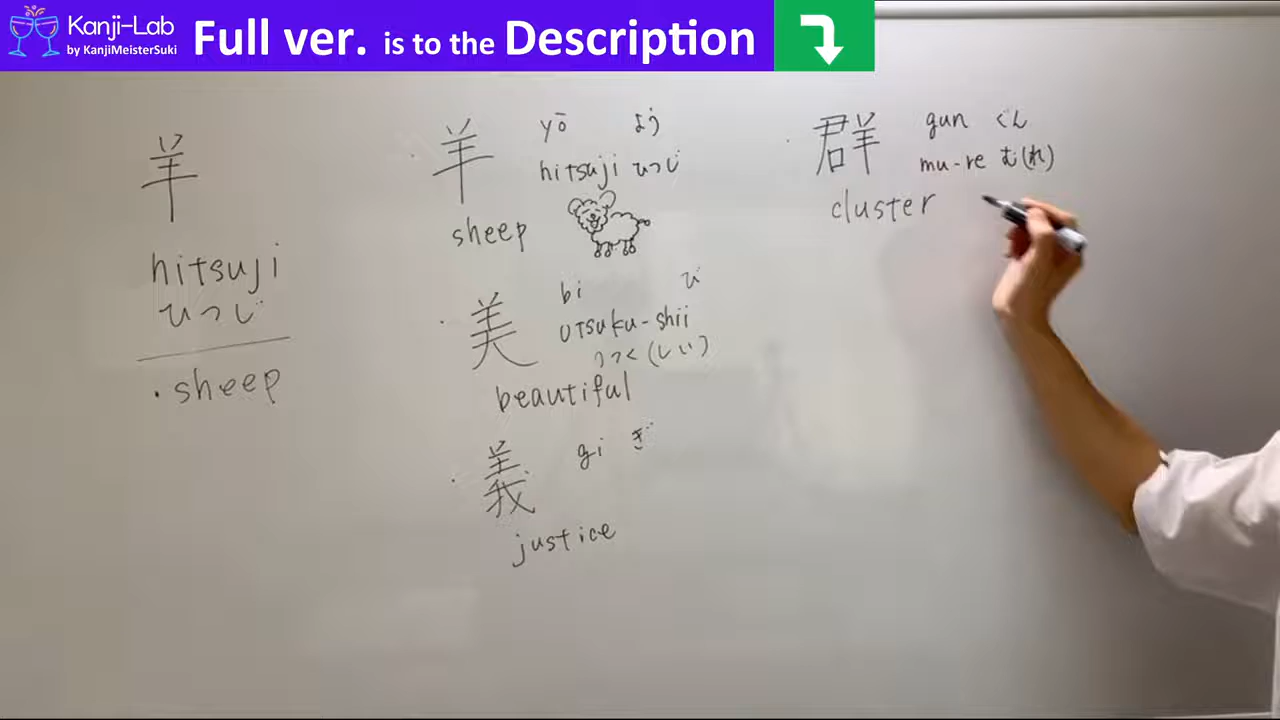 Kanji-Lab
by KanjiMeisterSuki
Full ver. is to the Description
羊
hitsuji
ひつじ
・sheep
・羊 yō よう
hitsuji ひつじ
sheep
・美 bi び
utsuku-shii
うつく(しい)
beautiful
・義 gi ぎ
justice
・群 gun ぐん
mu-re む(れ)
cluster